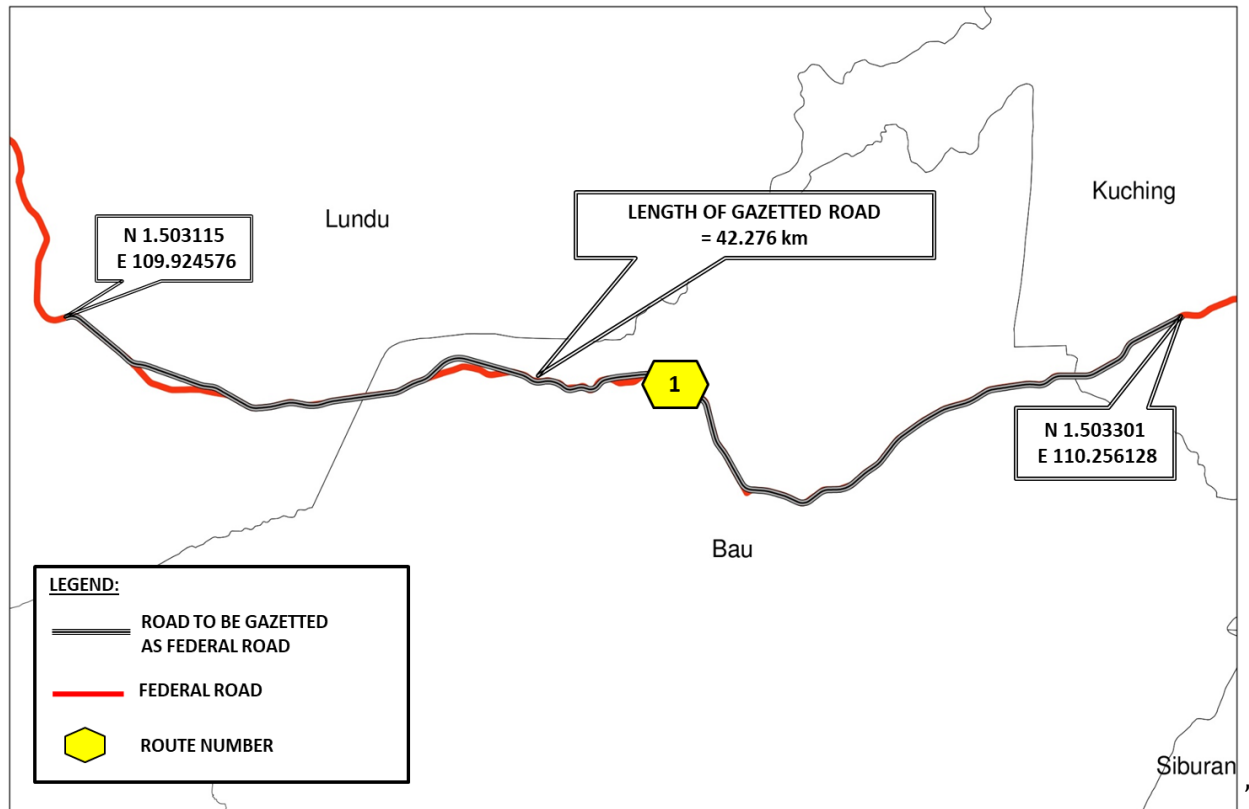 Kuching
Lundu
LENGTH OF GAZETTED ROAD
= 42.276 km
N 1.503115
E 109.924576
1
N 1.503301
E 110.256128
Bau
LEGEND:
ROAD TO BE GAZETTED
AS FEDERAL ROAD
FEDERAL ROAD
ROUTE NUMBER
Siburan
,